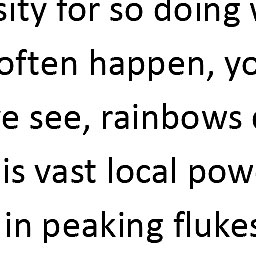 sity for so doing
often happen, yo
e see, rainbows
is vast local pow
in peaking flukes